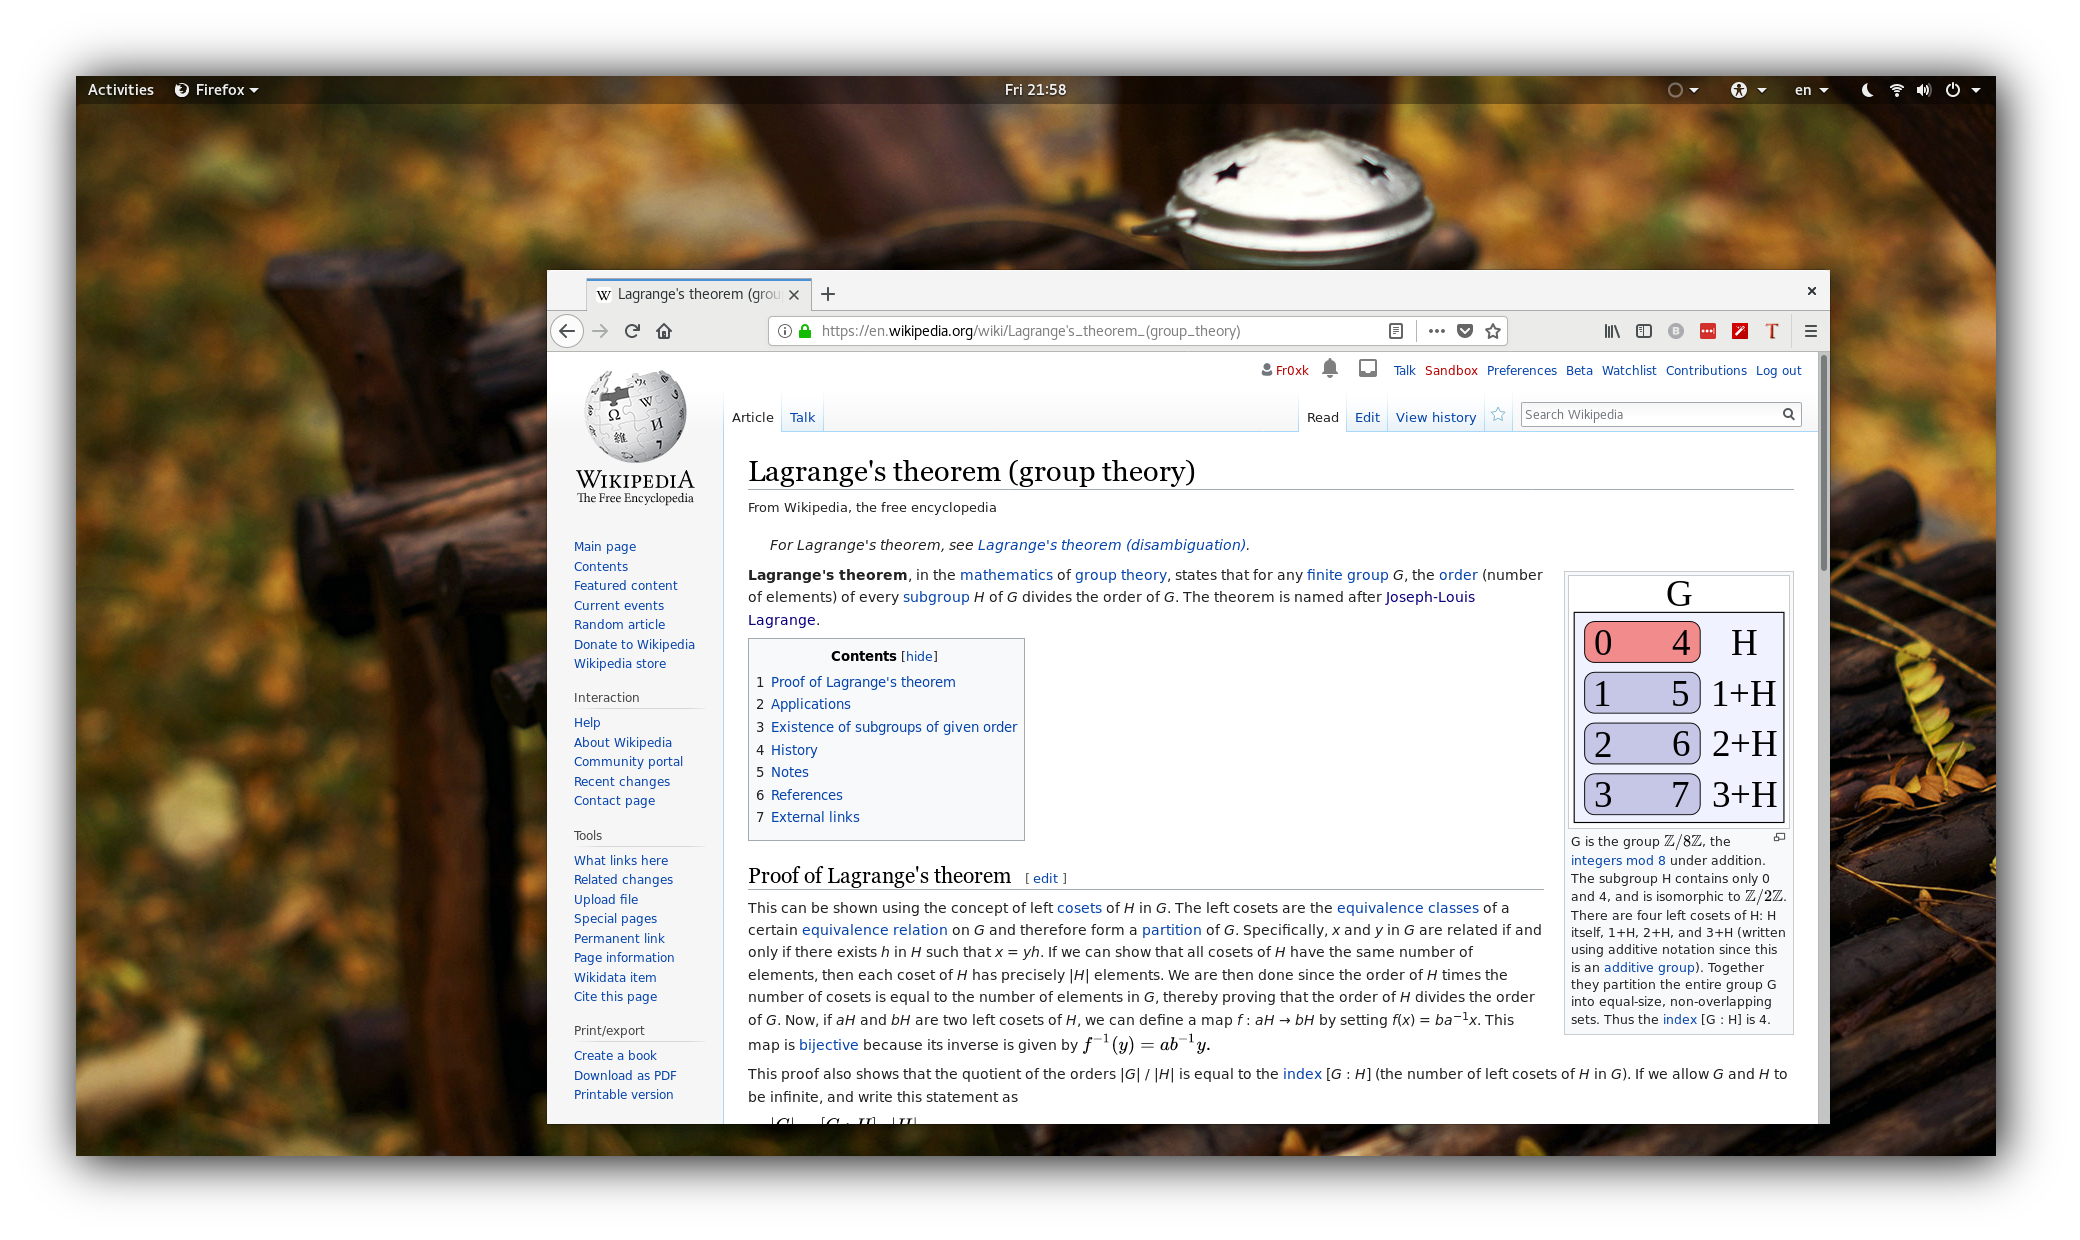 Activities Firefox Fri 21:58 en
Lagrange's theorem (grou
https://en.wikipedia.org/wiki/Lagrange's_theorem_(group_theory)
Fr0xk Talk Sandbox Preferences Beta Watchlist Contributions Log out
Article Talk Read Edit View history Search Wikipedia
WIKIPEDIA
The Free Encyclopedia
Main page
Contents
Featured content
Current events
Random article
Donate to Wikipedia
Wikipedia store
Interaction
Help
About Wikipedia
Community portal
Recent changes
Contact page
Tools
What links here
Related changes
Upload file
Special pages
Permanent link
Page information
Wikidata item
Cite this page
Print/export
Create a book
Download as PDF
Printable version
Lagrange's theorem (group theory)
From Wikipedia, the free encyclopedia
For Lagrange's theorem, see Lagrange's theorem (disambiguation).
Lagrange's theorem, in the mathematics of group theory, states that for any finite group G, the order (number
of elements) of every subgroup H of G divides the order of G. The theorem is named after Joseph-Louis
Lagrange.
Contents [hide]
1 Proof of Lagrange's theorem
2 Applications
3 Existence of subgroups of given order
4 History
5 Notes
6 References
7 External links
G
0 4 H
1 5 1+H
2 6 2+H
3 7 3+H
G is the group ℤ/8ℤ, the
integers mod 8 under addition.
The subgroup H contains only 0
and 4, and is isomorphic to ℤ/2ℤ.
There are four left cosets of H: H
itself, 1+H, 2+H, and 3+H (written
using additive notation since this
is an additive group). Together
they partition the entire group G
into equal-size, non-overlapping
sets. Thus the index [G : H] is 4.
Proof of Lagrange's theorem [ edit ]
This can be shown using the concept of left cosets of H in G. The left cosets are the equivalence classes of a
certain equivalence relation on G and therefore form a partition of G. Specifically, x and y in G are related if and
only if there exists h in H such that x = yh. If we can show that all cosets of H have the same number of
elements, then each coset of H has precisely |H| elements. We are then done since the order of H times the
number of cosets is equal to the number of elements in G, thereby proving that the order of H divides the order
of G. Now, if aH and bH are two left cosets of H, we can define a map f : aH → bH by setting f(x) = ba⁻¹x. This
map is bijective because its inverse is given by f⁻¹(y) = ab⁻¹y.
This proof also shows that the quotient of the orders |G| / |H| is equal to the index [G : H] (the number of left cosets of H in G). If we allow G and H to
be infinite, and write this statement as